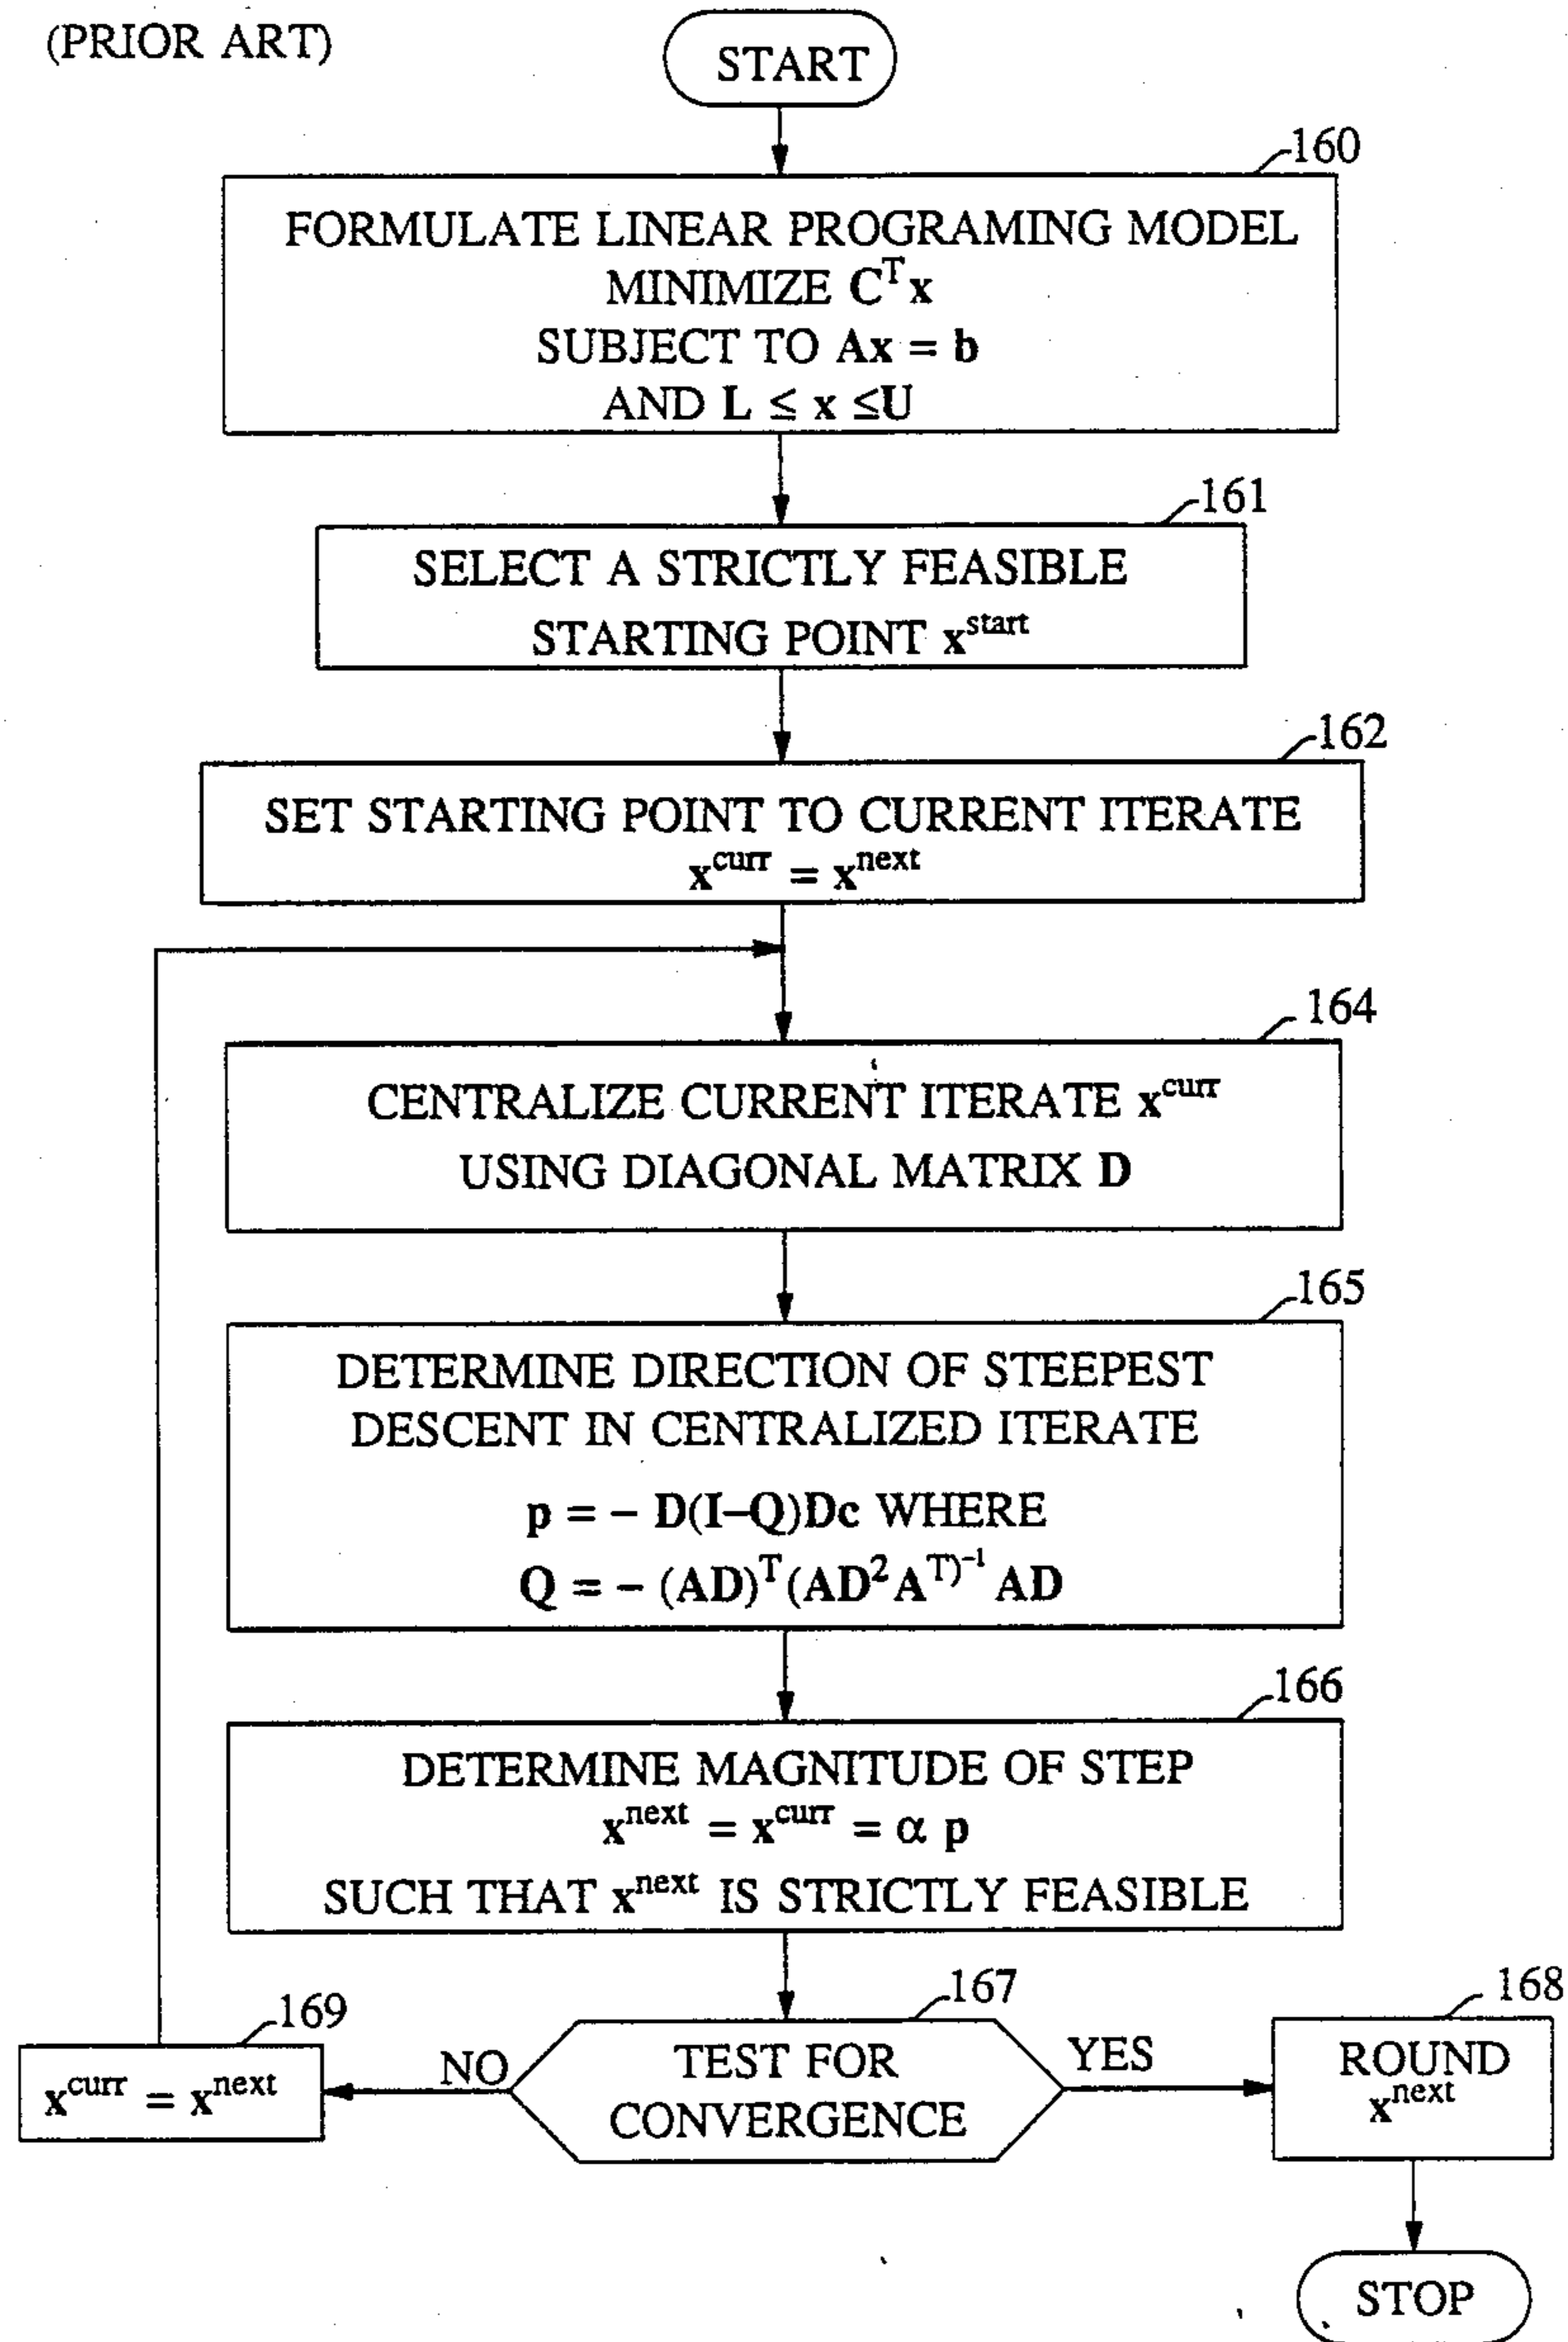 (PRIOR ART)
START
160
FORMULATE LINEAR PROGRAMING MODEL
MINIMIZE Cᵀx
SUBJECT TO Ax = b
AND L ≤ x ≤U
161
SELECT A STRICTLY FEASIBLE
STARTING POINT x^start
162
SET STARTING POINT TO CURRENT ITERATE
x^curr = x^next
164
CENTRALIZE CURRENT ITERATE x^curr
USING DIAGONAL MATRIX D
165
DETERMINE DIRECTION OF STEEPEST
DESCENT IN CENTRALIZED ITERATE
p = – D(I–Q)Dc WHERE
Q = – (AD)ᵀ(AD²A^T)⁻¹ AD
166
DETERMINE MAGNITUDE OF STEP
x^next = x^curr = α p
SUCH THAT x^next IS STRICTLY FEASIBLE
167
TEST FOR
CONVERGENCE
NO
YES
169
x^curr = x^next
168
ROUND
x^next
STOP